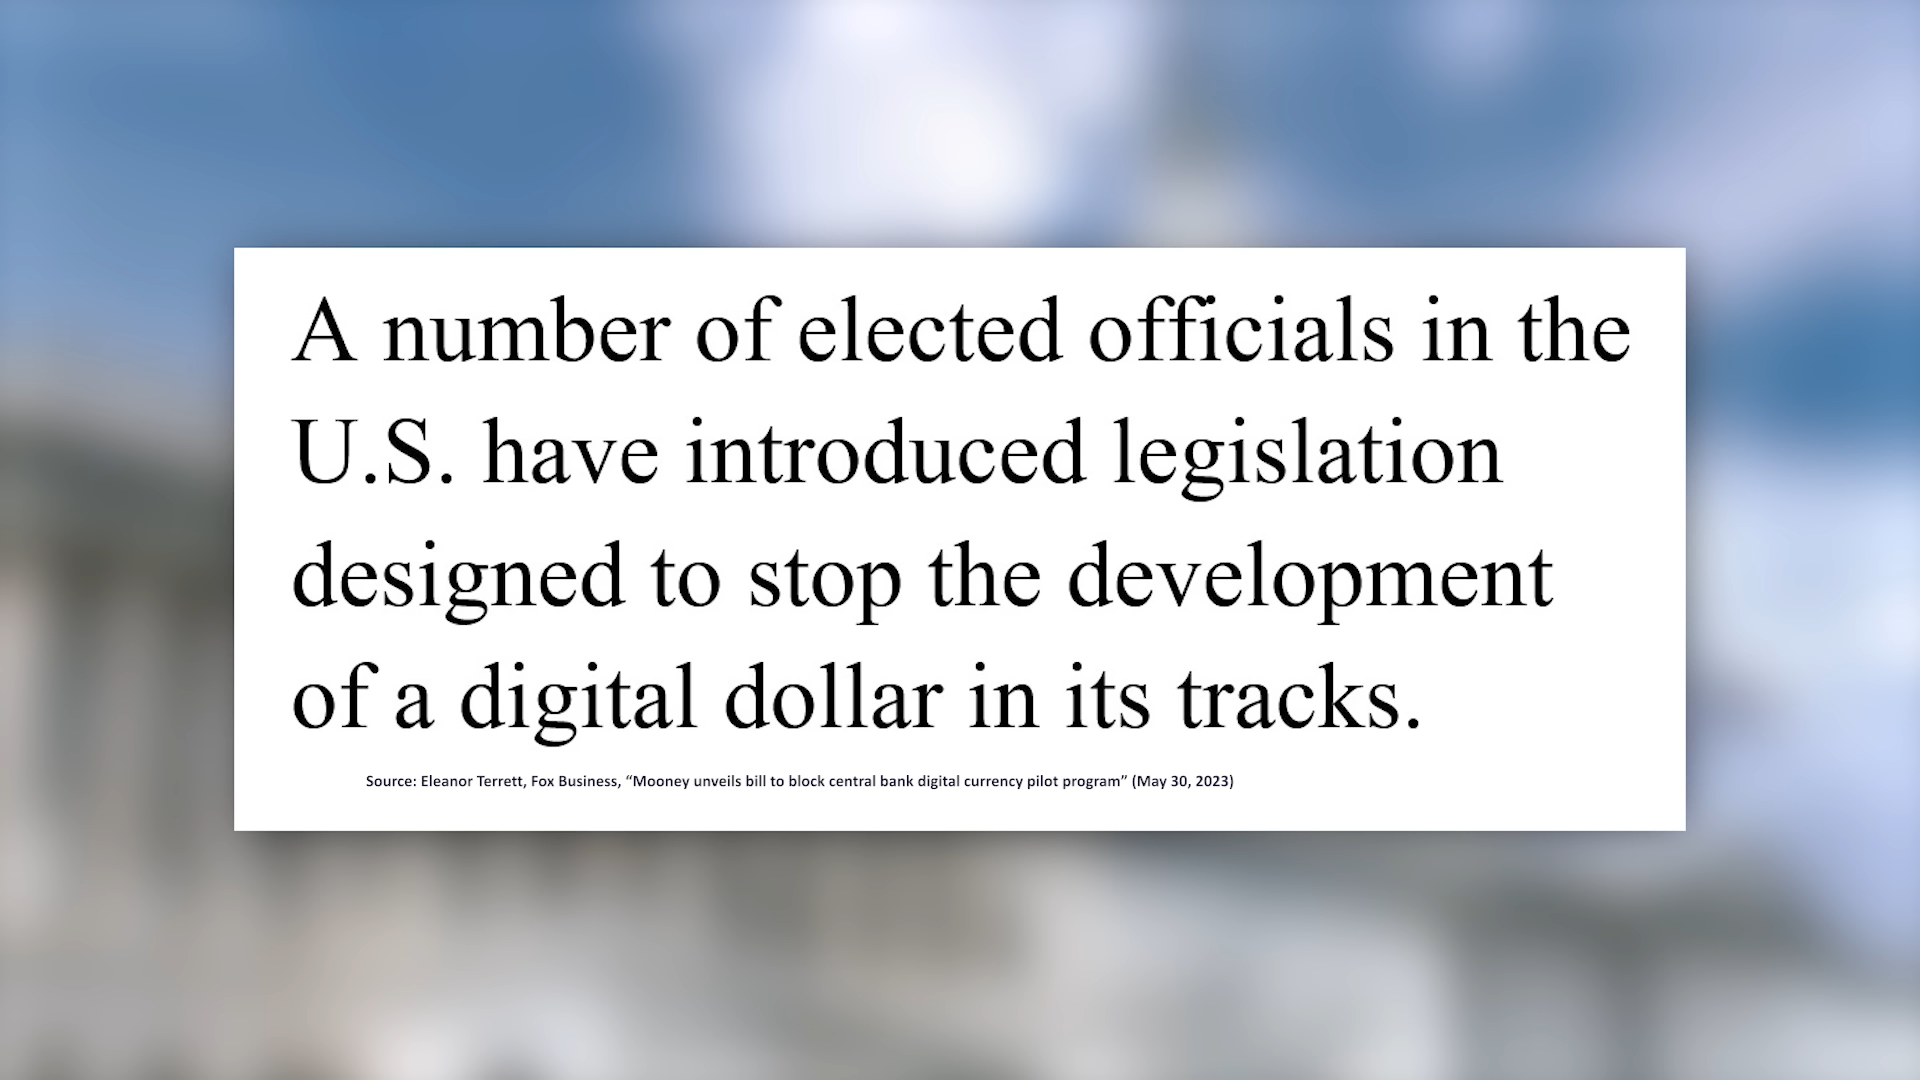 A number of elected officials in the
U.S. have introduced legislation
designed to stop the development
of a digital dollar in its tracks.
Source: Eleanor Terrett, Fox Business, “Mooney unveils bill to block central bank digital currency pilot program” (May 30, 2023)